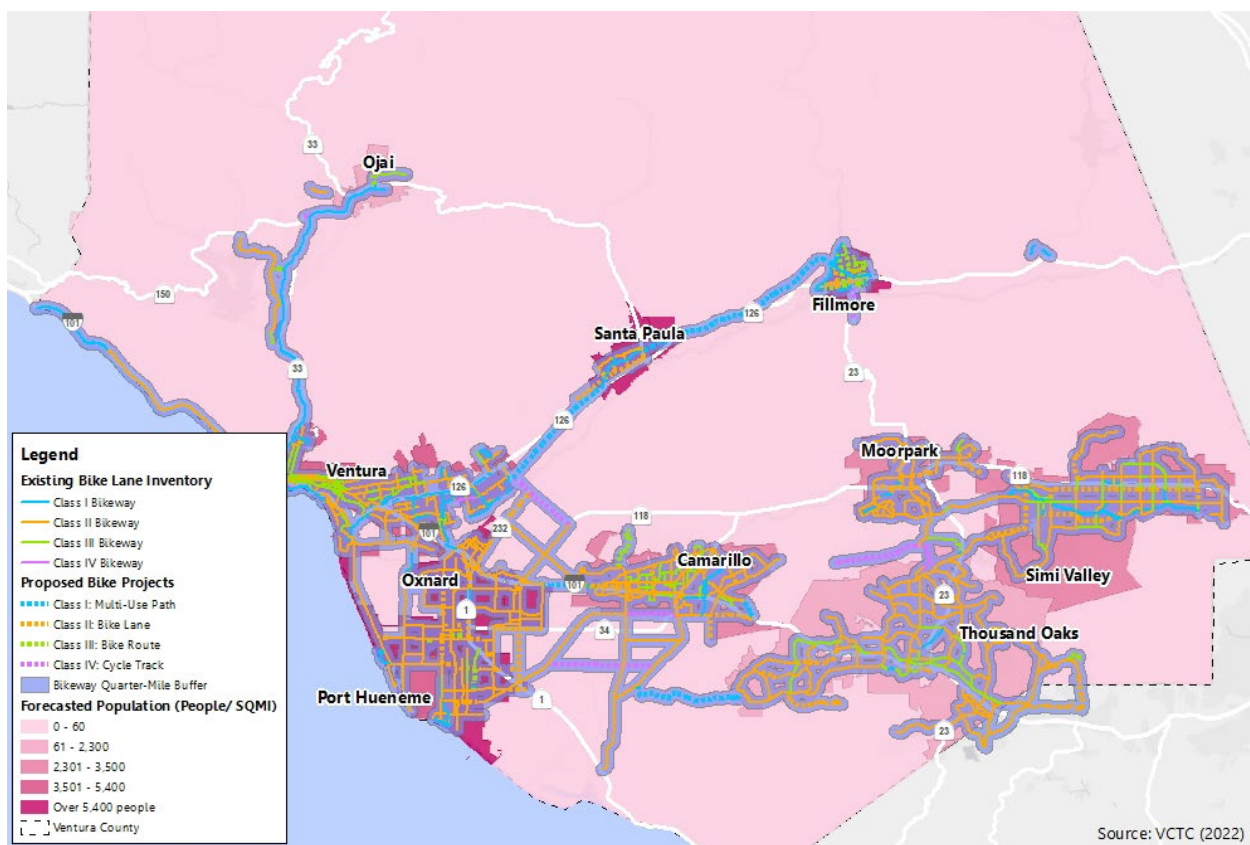 33
Ojai
150
101
Fillmore
126
Santa Paula
33
23
126
Legend
Existing Bike Lane Inventory
Class I Bikeway
Class II Bikeway
Class III Bikeway
Class IV Bikeway
Proposed Bike Projects
Class I: Multi-Use Path
Class II: Bike Lane
Class III: Bike Route
Class IV: Cycle Track
Bikeway Quarter-Mile Buffer
Forecasted Population (People/ SQMI)
0 - 60
61 - 2,300
2,301 - 3,500
3,501 - 5,400
Over 5,400 people
Ventura County
Ventura
126
Moorpark
118
232
118
101
Camarillo
Oxnard
101
Simi Valley
1
23
34
Thousand Oaks
Port Hueneme
1
23
Source: VCTC (2022)